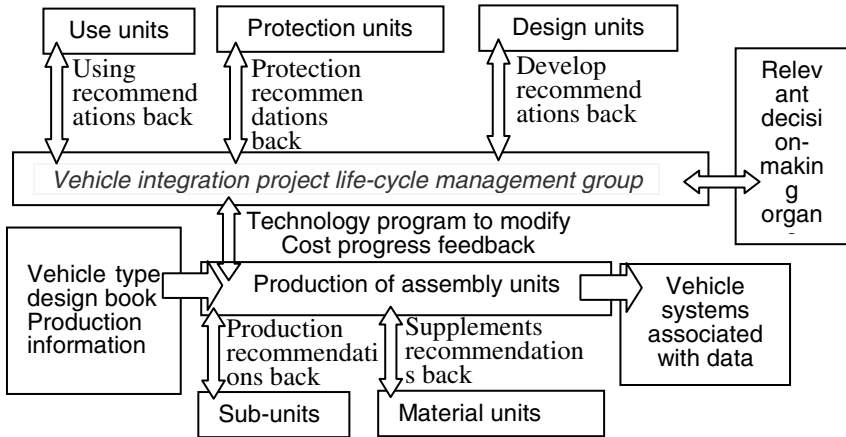 Use units
Protection units
Design units
Using
recommend
ations back
Protection
recommen
dations
back
Develop
recommend
ations back
Relev
ant
decisi
on-
makin
g
organ
Vehicle integration project life-cycle management group
Technology program to modify
Cost progress feedback
Vehicle type
design book
Production
information
Production of assembly units
Vehicle
systems
associated
with data
Production
recommendati
ons back
Supplements
recommendation
s back
Sub-units
Material units